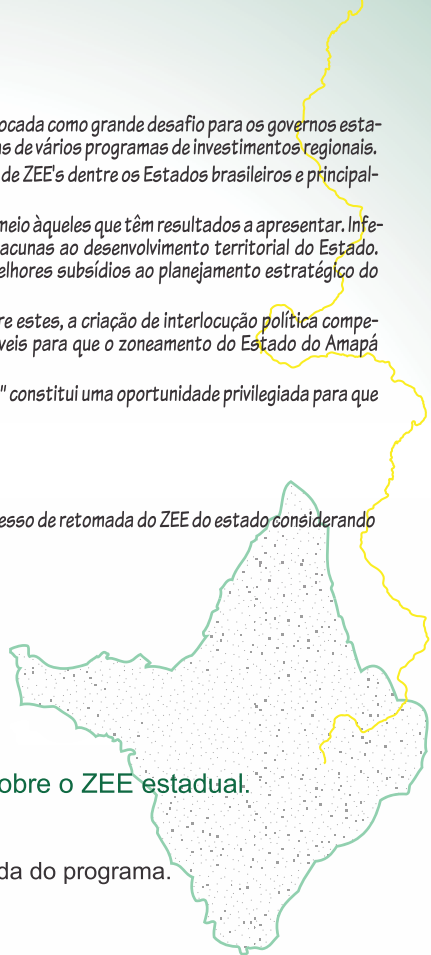 ocada como grande desafio para os governos esta-
s de vários programas de investimentos regionais.
de ZEE's dentre os Estados brasileiros e principal-
meio àqueles que têm resultados a apresentar. Infe-
acunas ao desenvolvimento territorial do Estado.
elhores subsídios ao planejamento estratégico do
re estes, a criação de interlocução política compe-
veis para que o zoneamento do Estado do Amapá
" constitui uma oportunidade privilegiada para que
esso de retomada do ZEE do estado considerando
obre o ZEE estadual.
da do programa.